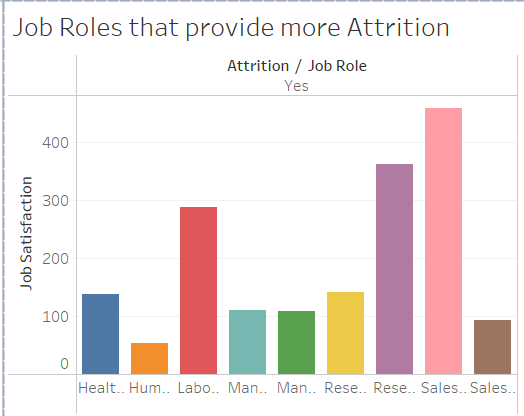 Job Roles that provide more Attrition
Attrition / Job Role
Yes
Job Satisfaction
400
300
200
100
0
Healt.. Hum.. Labo.. Man.. Man.. Rese.. Rese.. Sales.. Sales..